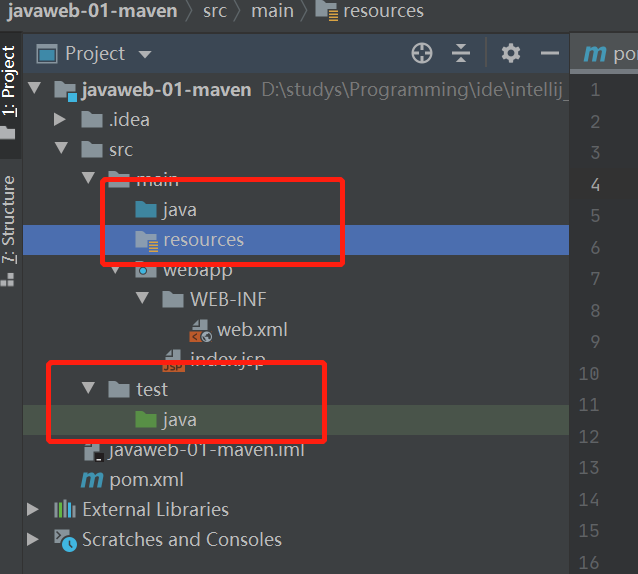 javaweb-01-maven 〉 src 〉 main 〉 resources
1: Project
7: Structure
Project
pom
javaweb-01-maven D:\studys\Programming\ide\intellij_
.idea
src
main
java
resources
webapp
WEB-INF
web.xml
index.jsp
test
java
javaweb-01-maven.iml
pom.xml
External Libraries
Scratches and Consoles
1
2
3
4
5
6
7
8
9
10
11
12
13
14
15
16